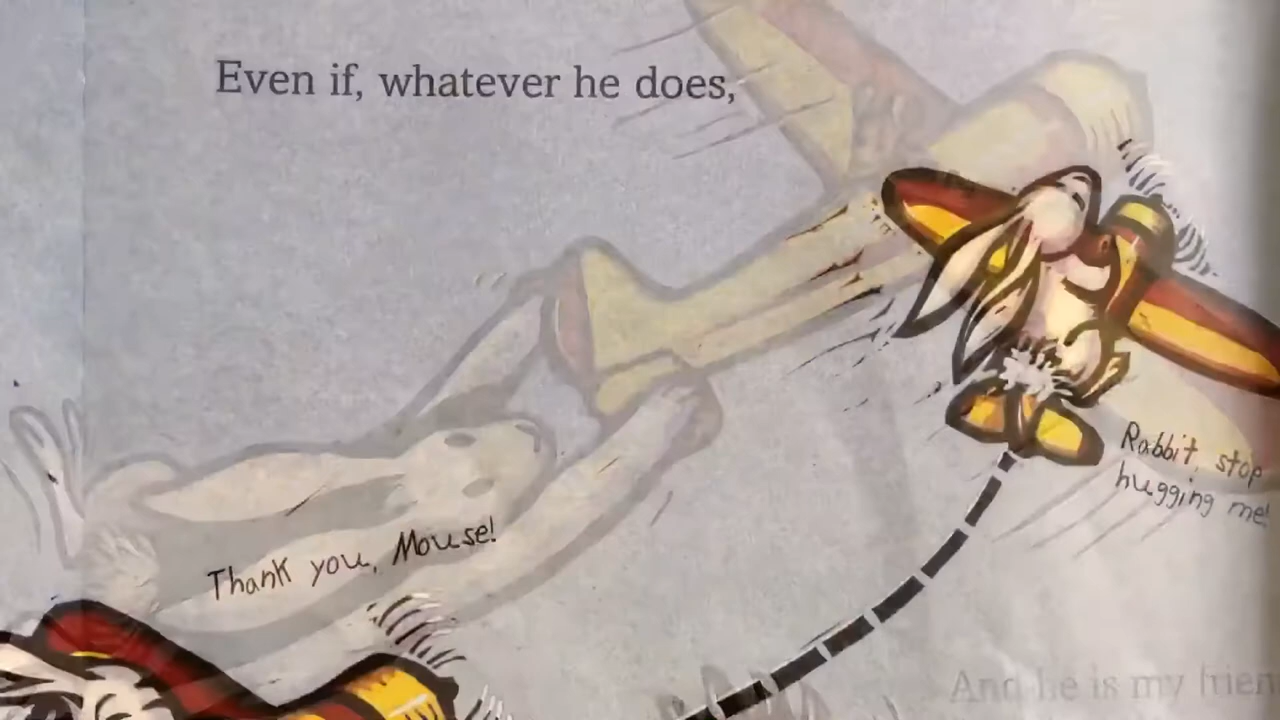 Even if, whatever he does,
Rabbit, stop
hugging me!
Thank you, Mouse!
And he is my frien